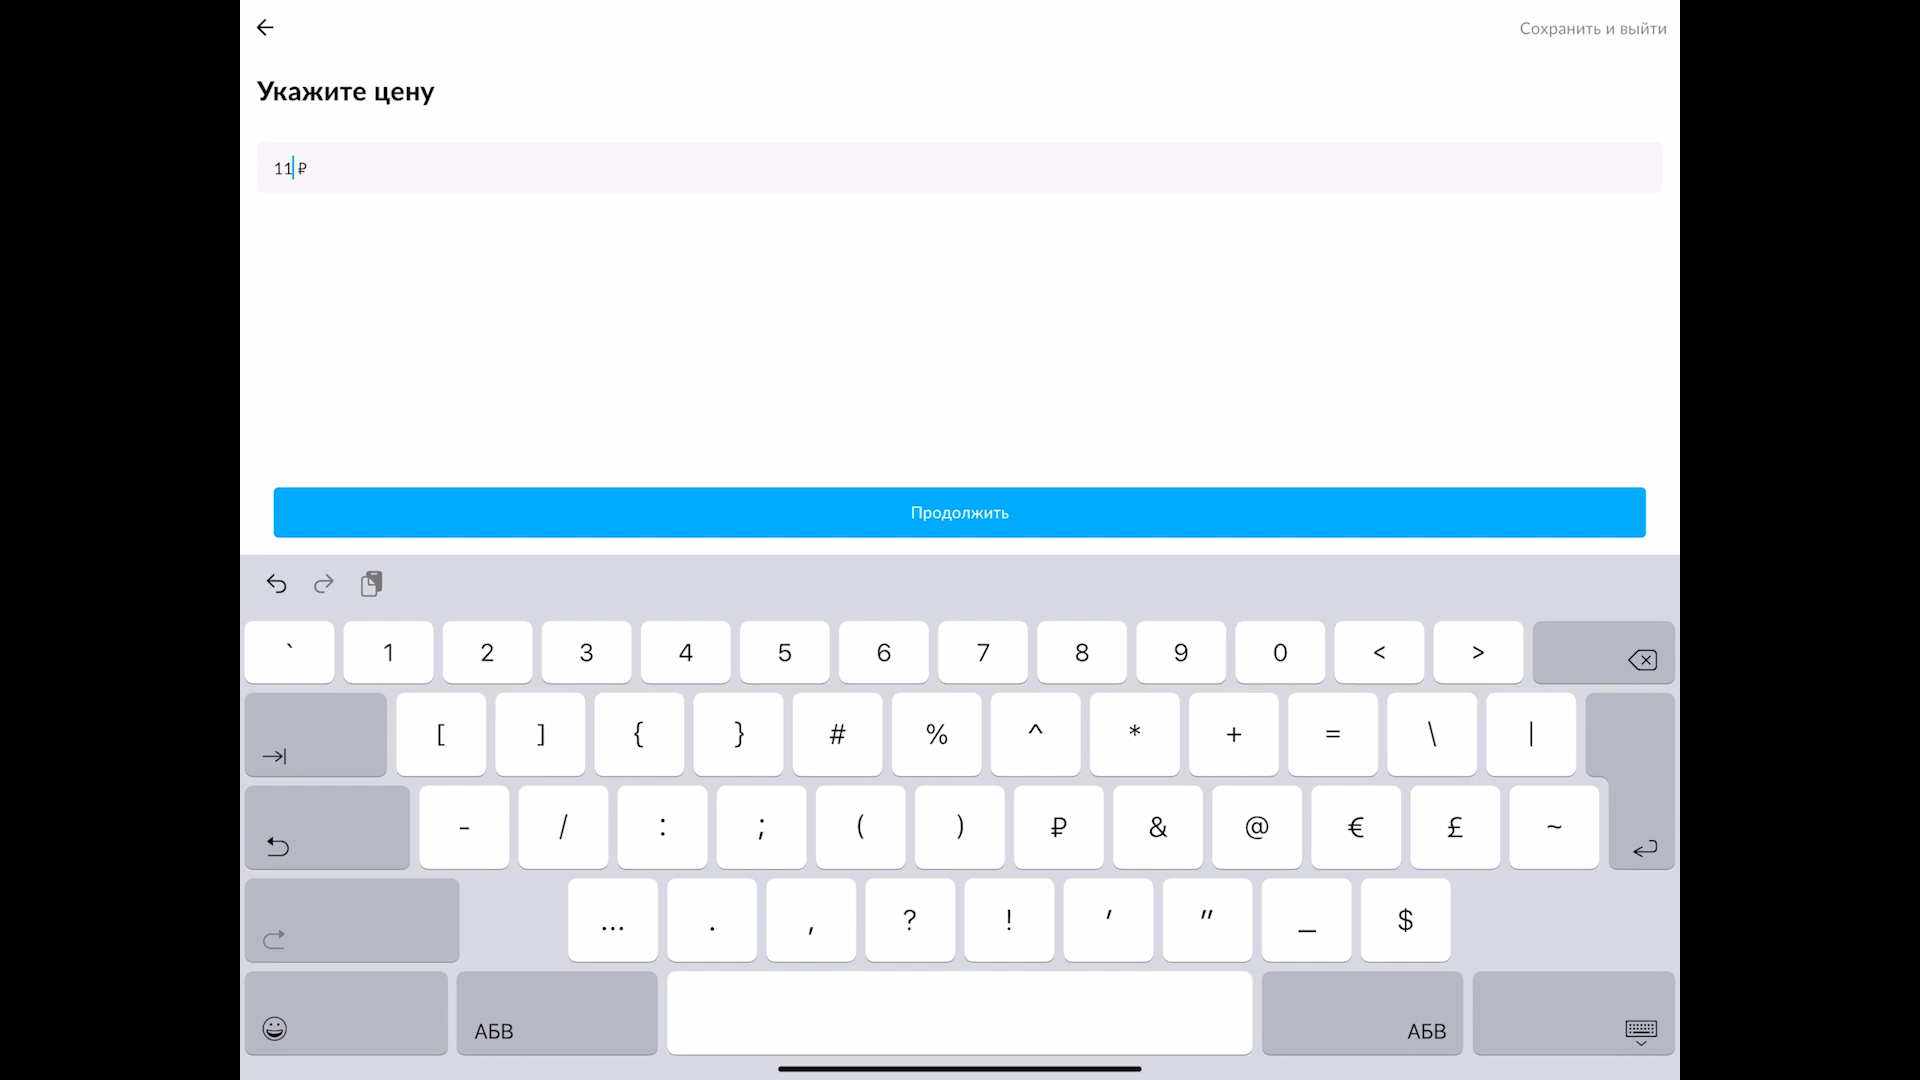 Сохранить и выйти
Укажите цену
11 ₽
Продолжить
` 1 2 3 4 5 6 7 8 9 0 < >
[ ] { } # % ^ * + = \ |
- / : ; ( ) ₽ & @ € £ ~
... . , ? ! ' " _ $
АБВ АБВ